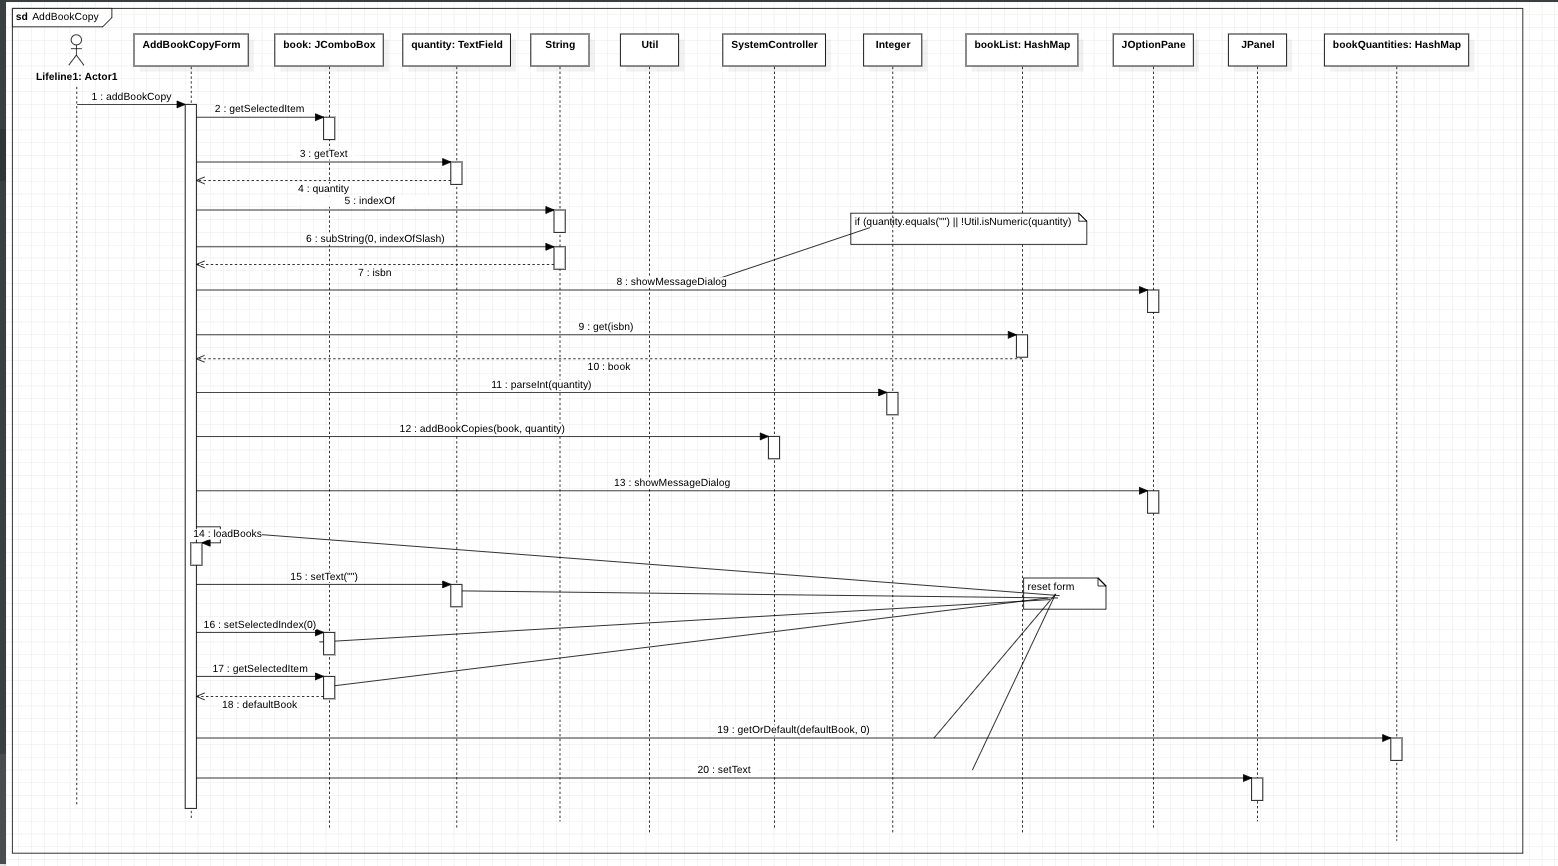 sd AddBookCopy
AddBookCopyForm
book: JComboBox
quantity: TextField
String
Util
SystemController
Integer
bookList: HashMap
JOptionPane
JPanel
bookQuantities: HashMap
Lifeline1: Actor1
1 : addBookCopy
2 : getSelectedItem
3 : getText
4 : quantity
5 : indexOf
if (quantity.equals("") || !Util.isNumeric(quantity)
6 : subString(0, indexOfSlash)
7 : isbn
8 : showMessageDialog
9 : get(isbn)
10 : book
11 : parseInt(quantity)
12 : addBookCopies(book, quantity)
13 : showMessageDialog
14 : loadBooks
15 : setText("")
reset form
16 : setSelectedIndex(0)
17 : getSelectedItem
18 : defaultBook
19 : getOrDefault(defaultBook, 0)
20 : setText